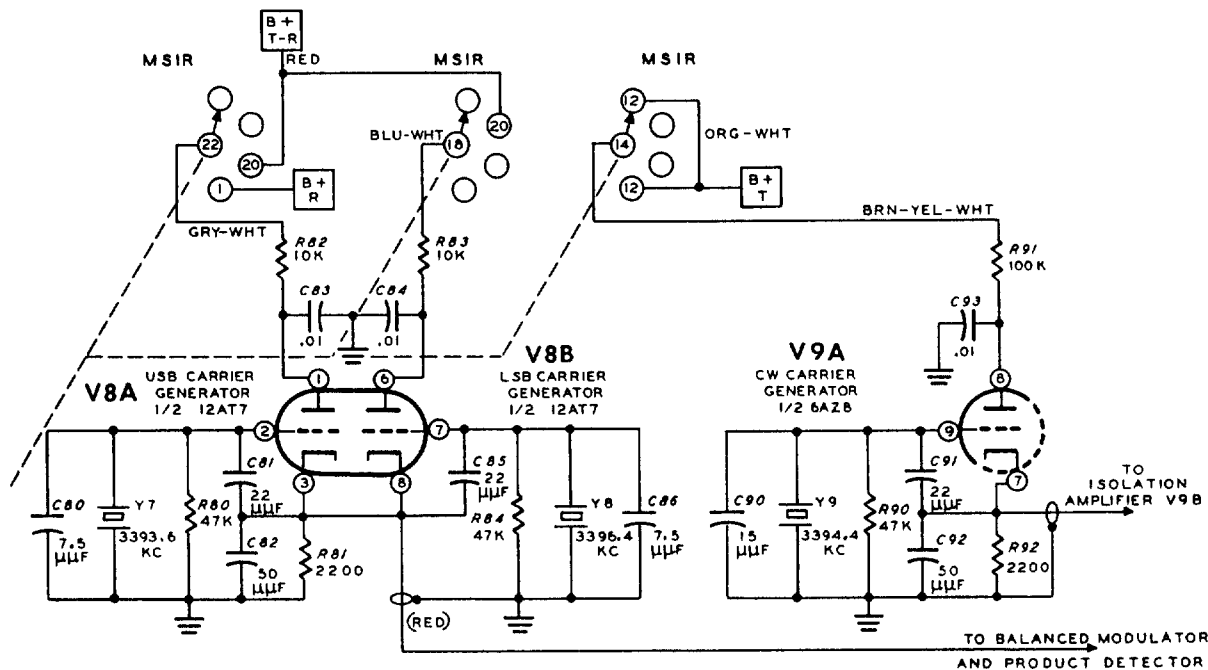 B +
T-R
RED
MSIR
MSIR
MSIR
12
20
22
BLU-WHT
18
14
ORG-WHT
20
1
B +
R
12
B +
T
GRY-WHT
BRN-YEL-WHT
R82
10K
R83
10K
R91
100K
C83
.01
C84
.01
C93
.01
V8A
USB CARRIER
GENERATOR
1/2 12AT7
V8B
LSB CARRIER
GENERATOR
1/2 12AT7
V9A
CW CARRIER
GENERATOR
1/2 6AZ8
1
6
8
2
7
9
3
8
7
C80
7.5
μμF
Y7
3393.6
KC
R80
47K
C81
22
μμF
C82
50
μμF
R81
2200
C85
22
μμF
R84
47K
Y8
3396.4
KC
C86
7.5
μμF
C90
15
μμF
Y9
3394.4
KC
R90
47K
C91
22
μμF
C92
50
μμF
R92
2200
TO
ISOLATION
AMPLIFIER V9B
(RED)
TO BALANCED MODULATOR
AND PRODUCT DETECTOR